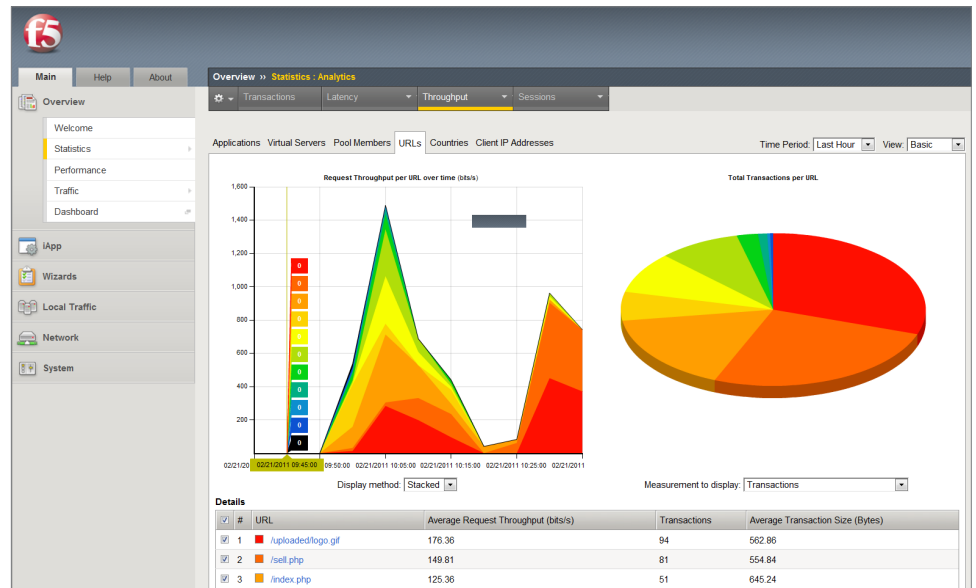 f5
Main Help About
Overview ›› Statistics : Analytics
Transactions Latency Throughput Sessions
Overview
Welcome
Statistics
Performance
Traffic
Dashboard
iApp
Wizards
Local Traffic
Network
System
Applications Virtual Servers Pool Members URLs Countries Client IP Addresses
Time Period: Last Hour View: Basic
Request Throughput per URL over time (bits/s)
1,600
1,400
1,200
1,000
800
600
400
200
0
0
0
0
0
0
0
0
0
0
0
02/21/20 02/21/2011 09:45:00 09:50:00 02/21/2011 10:05:00 02/21/2011 10:15:00 02/21/2011 10:25:00 02/21/2011
Total Transactions per URL
Display method: Stacked
Measurement to display: Transactions
Details
# URL Average Request Throughput (bits/s) Transactions Average Transaction Size (Bytes)
1 /uploaded/logo.gif 176.36 94 562.86
2 /sell.php 149.81 81 554.84
3 /index.php 125.36 51 645.24